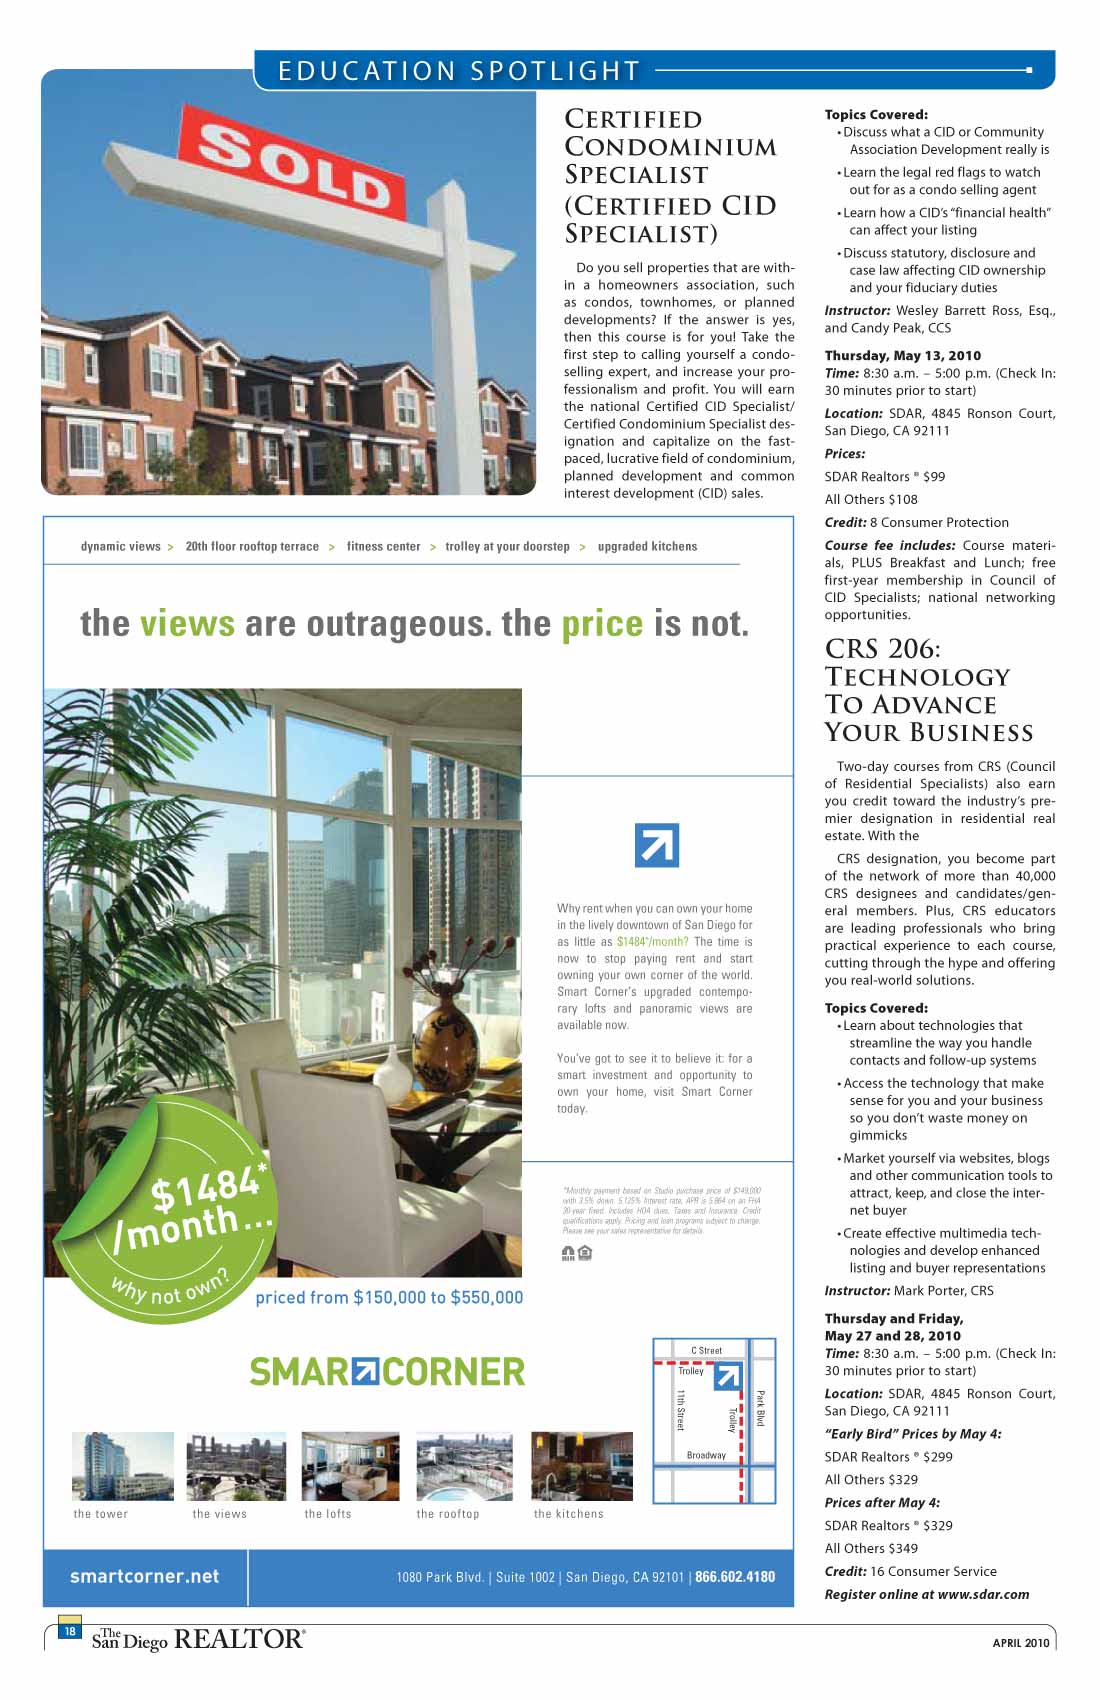 EDUCATION SPOTLIGHT
SOLD
CERTIFIED
CONDOMINIUM
SPECIALIST
(CERTIFIED CID
SPECIALIST)
Do you sell properties that are with-
in a homeowners association, such
as condos, townhomes, or planned
developments? If the answer is yes,
then this course is for you! Take the
first step to calling yourself a condo-
selling expert, and increase your pro-
fessionalism and profit. You will earn
the national Certified CID Specialist/
Certified Condominium Specialist des-
ignation and capitalize on the fast-
paced, lucrative field of condominium,
planned development and common
interest development (CID) sales.
Topics Covered:
• Discuss what a CID or Community
Association Development really is
• Learn the legal red flags to watch
out for as a condo selling agent
• Learn how a CID's "financial health"
can affect your listing
• Discuss statutory, disclosure and
case law affecting CID ownership
and your fiduciary duties
Instructor: Wesley Barrett Ross, Esq.,
and Candy Peak, CCS
Thursday, May 13, 2010
Time: 8:30 a.m. – 5:00 p.m. (Check In:
30 minutes prior to start)
Location: SDAR, 4845 Ronson Court,
San Diego, CA 92111
Prices:
SDAR Realtors ® $99
All Others $108
Credit: 8 Consumer Protection
Course fee includes: Course materi-
als, PLUS Breakfast and Lunch; free
first-year membership in Council of
CID Specialists; national networking
opportunities.
CRS 206:
TECHNOLOGY
TO ADVANCE
YOUR BUSINESS
Two-day courses from CRS (Council
of Residential Specialists) also earn
you credit toward the industry's pre-
mier designation in residential real
estate. With the
CRS designation, you become part
of the network of more than 40,000
CRS designees and candidates/gen-
eral members. Plus, CRS educators
are leading professionals who bring
practical experience to each course,
cutting through the hype and offering
you real-world solutions.
Topics Covered:
• Learn about technologies that
streamline the way you handle
contacts and follow-up systems
• Access the technology that make
sense for you and your business
so you don't waste money on
gimmicks
• Market yourself via websites, blogs
and other communication tools to
attract, keep, and close the inter-
net buyer
• Create effective multimedia tech-
nologies and develop enhanced
listing and buyer representations
Instructor: Mark Porter, CRS
Thursday and Friday,
May 27 and 28, 2010
Time: 8:30 a.m. – 5:00 p.m. (Check In:
30 minutes prior to start)
Location: SDAR, 4845 Ronson Court,
San Diego, CA 92111
"Early Bird" Prices by May 4:
SDAR Realtors ® $299
All Others $329
Prices after May 4:
SDAR Realtors ® $329
All Others $349
Credit: 16 Consumer Service
Register online at www.sdar.com
dynamic views > 20th floor rooftop terrace > fitness center > trolley at your doorstep > upgraded kitchens
the views are outrageous. the price is not.
Why rent when you can own your home
in the lively downtown of San Diego for
as little as $1484*/month? The time is
now to stop paying rent and start
owning your own corner of the world.
Smart Corner's upgraded contempo-
rary lofts and panoramic views are
available now.
You've got to see it to believe it: for a
smart investment and opportunity to
own your home, visit Smart Corner
today.
*Monthly payment based on Studio purchase price of $149,000
with 3.5% down. 5.125% Interest rate, APR is 5.864 on an FHA
30-year fixed. Includes HOA dues, Taxes and Insurance. Credit
qualifications apply. Pricing and loan programs subject to change.
Please see your sales representative for details.
$1484*
/month...
why not own?
priced from $150,000 to $550,000
SMAR CORNER
C Street
Trolley
11th Street
Trolley
Park Blvd
Broadway
the tower
the views
the lofts
the rooftop
the kitchens
smartcorner.net
1080 Park Blvd. | Suite 1002 | San Diego, CA 92101 | 866.602.4180
18
The
San Diego REALTOR®
APRIL 2010